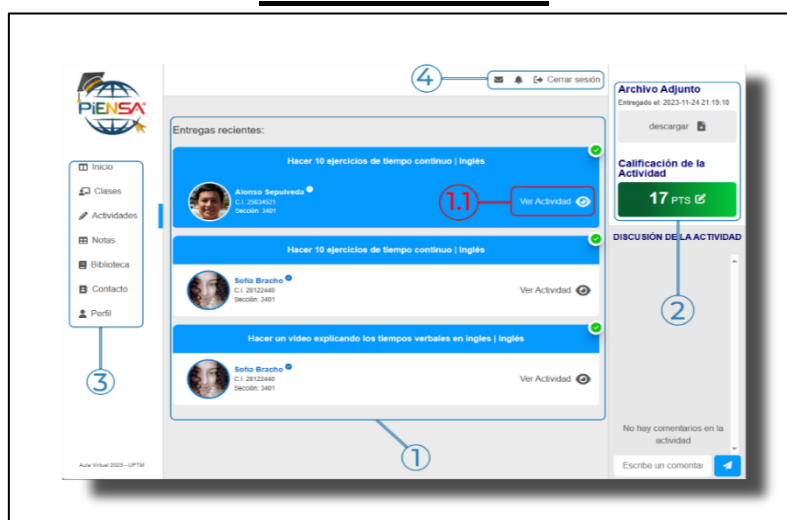 PiENSA
Inicio
Clases
Actividades
Notas
Biblioteca
Contacto
Perfil
3
Aula Virtual 2023 - UPTM
4
Cerrar sesión
Entregas recientes:
Hacer 10 ejercicios de tiempo continuo | Inglés
Alonso Sepulveda
C.I. 25634521
Sección: 3401
1.1
Ver Actividad
Hacer 10 ejercicios de tiempo continuo | Inglés
Sofia Bracho
C.I. 28122440
Sección: 3401
Ver Actividad
Hacer un video explicando los tiempos verbales en ingles | Inglés
Sofia Bracho
C.I. 28122440
Sección: 3401
Ver Actividad
1
Archivo Adjunto
Entregado el: 2023-11-24 21:19:10
descargar
Calificación de la
Actividad
17 PTS
DISCUSIÓN DE LA ACTIVIDAD
2
No hay comentarios en la
actividad
Escribe un comentar